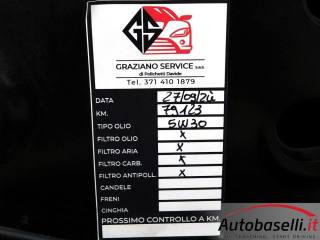 GS
GRAZIANO SERVICE s.a.s.
di Polichetti Davide
Tel. 371 410 1879
DATA 27/09/24
KM. 79123
TIPO OLIO 5W30
FILTRO OLIO X
FILTRO ARIA X
FILTRO CARB. X
FILTRO ANTIPOLL. X
CANDELE
FRENI
CINGHIA
PROSSIMO CONTROLLO A KM.
Autobaselli.it